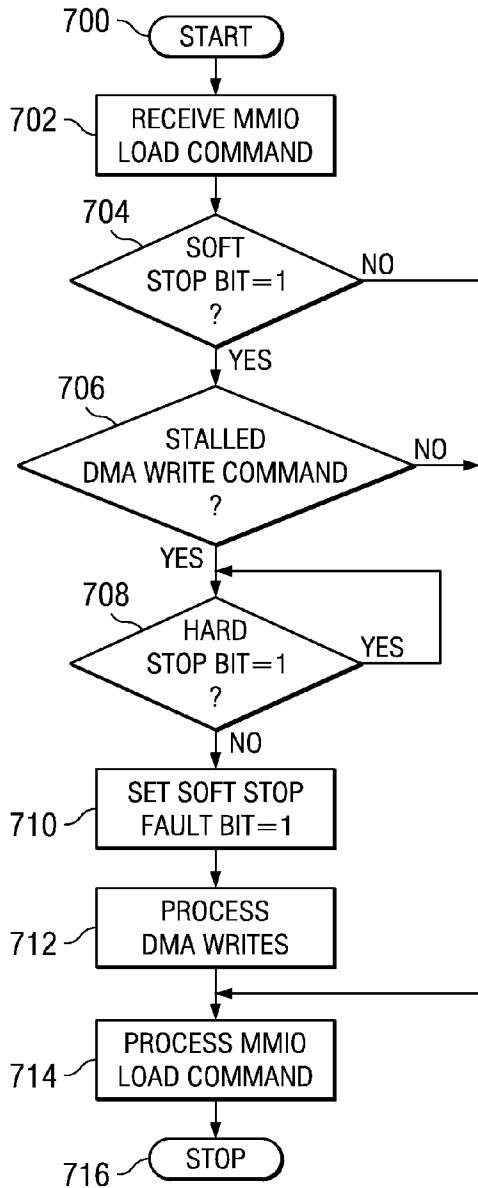 700
START
702
RECEIVE MMIO
LOAD COMMAND
704
SOFT
STOP BIT=1
?
NO
YES
706
STALLED
DMA WRITE COMMAND
?
NO
YES
708
HARD
STOP BIT=1
?
YES
NO
710
SET SOFT STOP
FAULT BIT=1
712
PROCESS
DMA WRITES
714
PROCESS MMIO
LOAD COMMAND
716
STOP